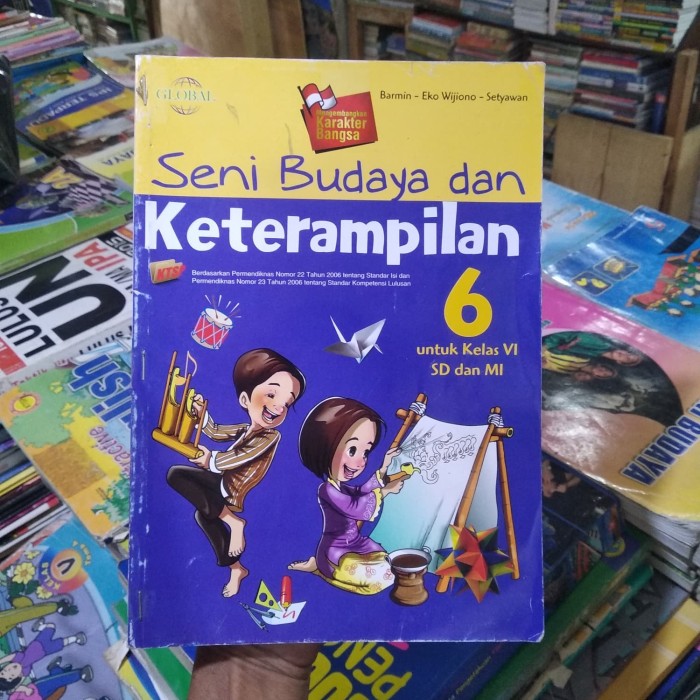 GLOBAL
Mengembangkan
Karakter
Bangsa
Barmin - Eko Wijiono - Setyawan
Seni Budaya dan
Keterampilan
KTSP
Berdasarkan Permendiknas Nomor 22 Tahun 2006 tentang Standar Isi dan
Permendiknas Nomor 23 Tahun 2006 tentang Standar Kompetensi Lulusan
6
untuk Kelas VI
SD dan MI
UN
LULUS
BUDAYA